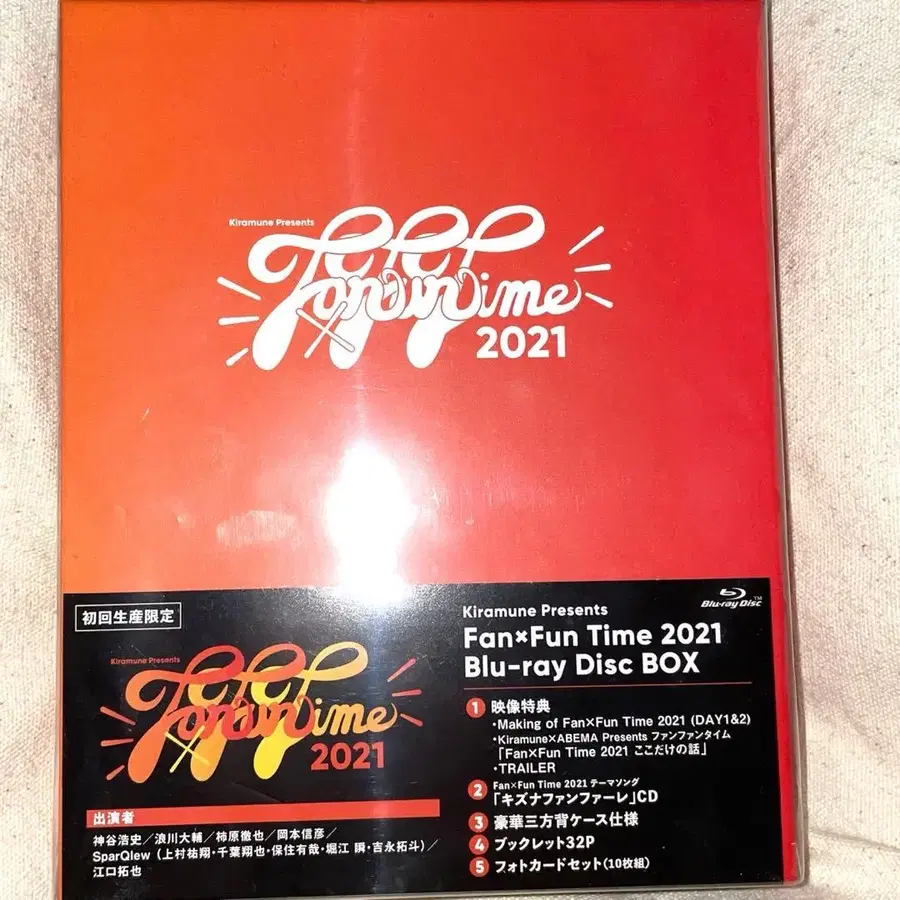 Kiramune Presents
Fan×Fun Time
2021
初回生産限定
Kiramune Presents
Fan×Fun Time
2021
出演者
神谷浩史／浪川大輔／柿原徹也／岡本信彦／
SparQlew（上村祐翔・千葉翔也・保住有哉・堀江 瞬・吉永拓斗）／
江口拓也
Blu-ray Disc™
Kiramune Presents
Fan×Fun Time 2021
Blu-ray Disc BOX
1 映像特典
・Making of Fan×Fun Time 2021 (DAY1&2)
・Kiramune×ABEMA Presents ファンファンタイム
「Fan×Fun Time 2021 ここだけの話」
・TRAILER
2 Fan×Fun Time 2021 テーマソング
「キズナファンファーレ」CD
3 豪華三方背ケース仕様
4 ブックレット32P
5 フォトカードセット(10枚組)